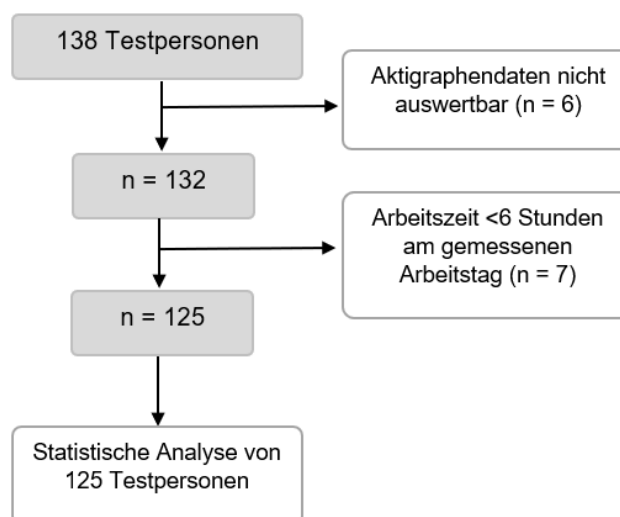 138 Testpersonen
Aktigraphendaten nicht
auswertbar (n = 6)
n = 132
Arbeitszeit <6 Stunden
am gemessenen
Arbeitstag (n = 7)
n = 125
Statistische Analyse von
125 Testpersonen